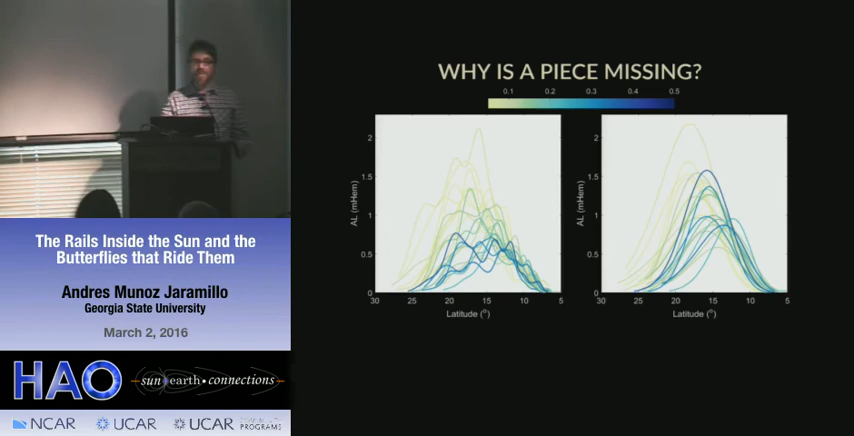 WHY IS A PIECE MISSING?
0.1 0.2 0.3 0.4 0.5
AL (mHem)
2
1.5
1
0.5
0
30 25 20 15 10 5
Latitude (°)
AL (mHem)
2
1.5
1
0.5
0
30 25 20 15 10 5
Latitude (°)
The Rails Inside the Sun and the
Butterflies that Ride Them
Andres Munoz Jaramillo
Georgia State University
March 2, 2016
HAO
sun earth • connections
NCAR UCAR UCAR
PROGRAMS